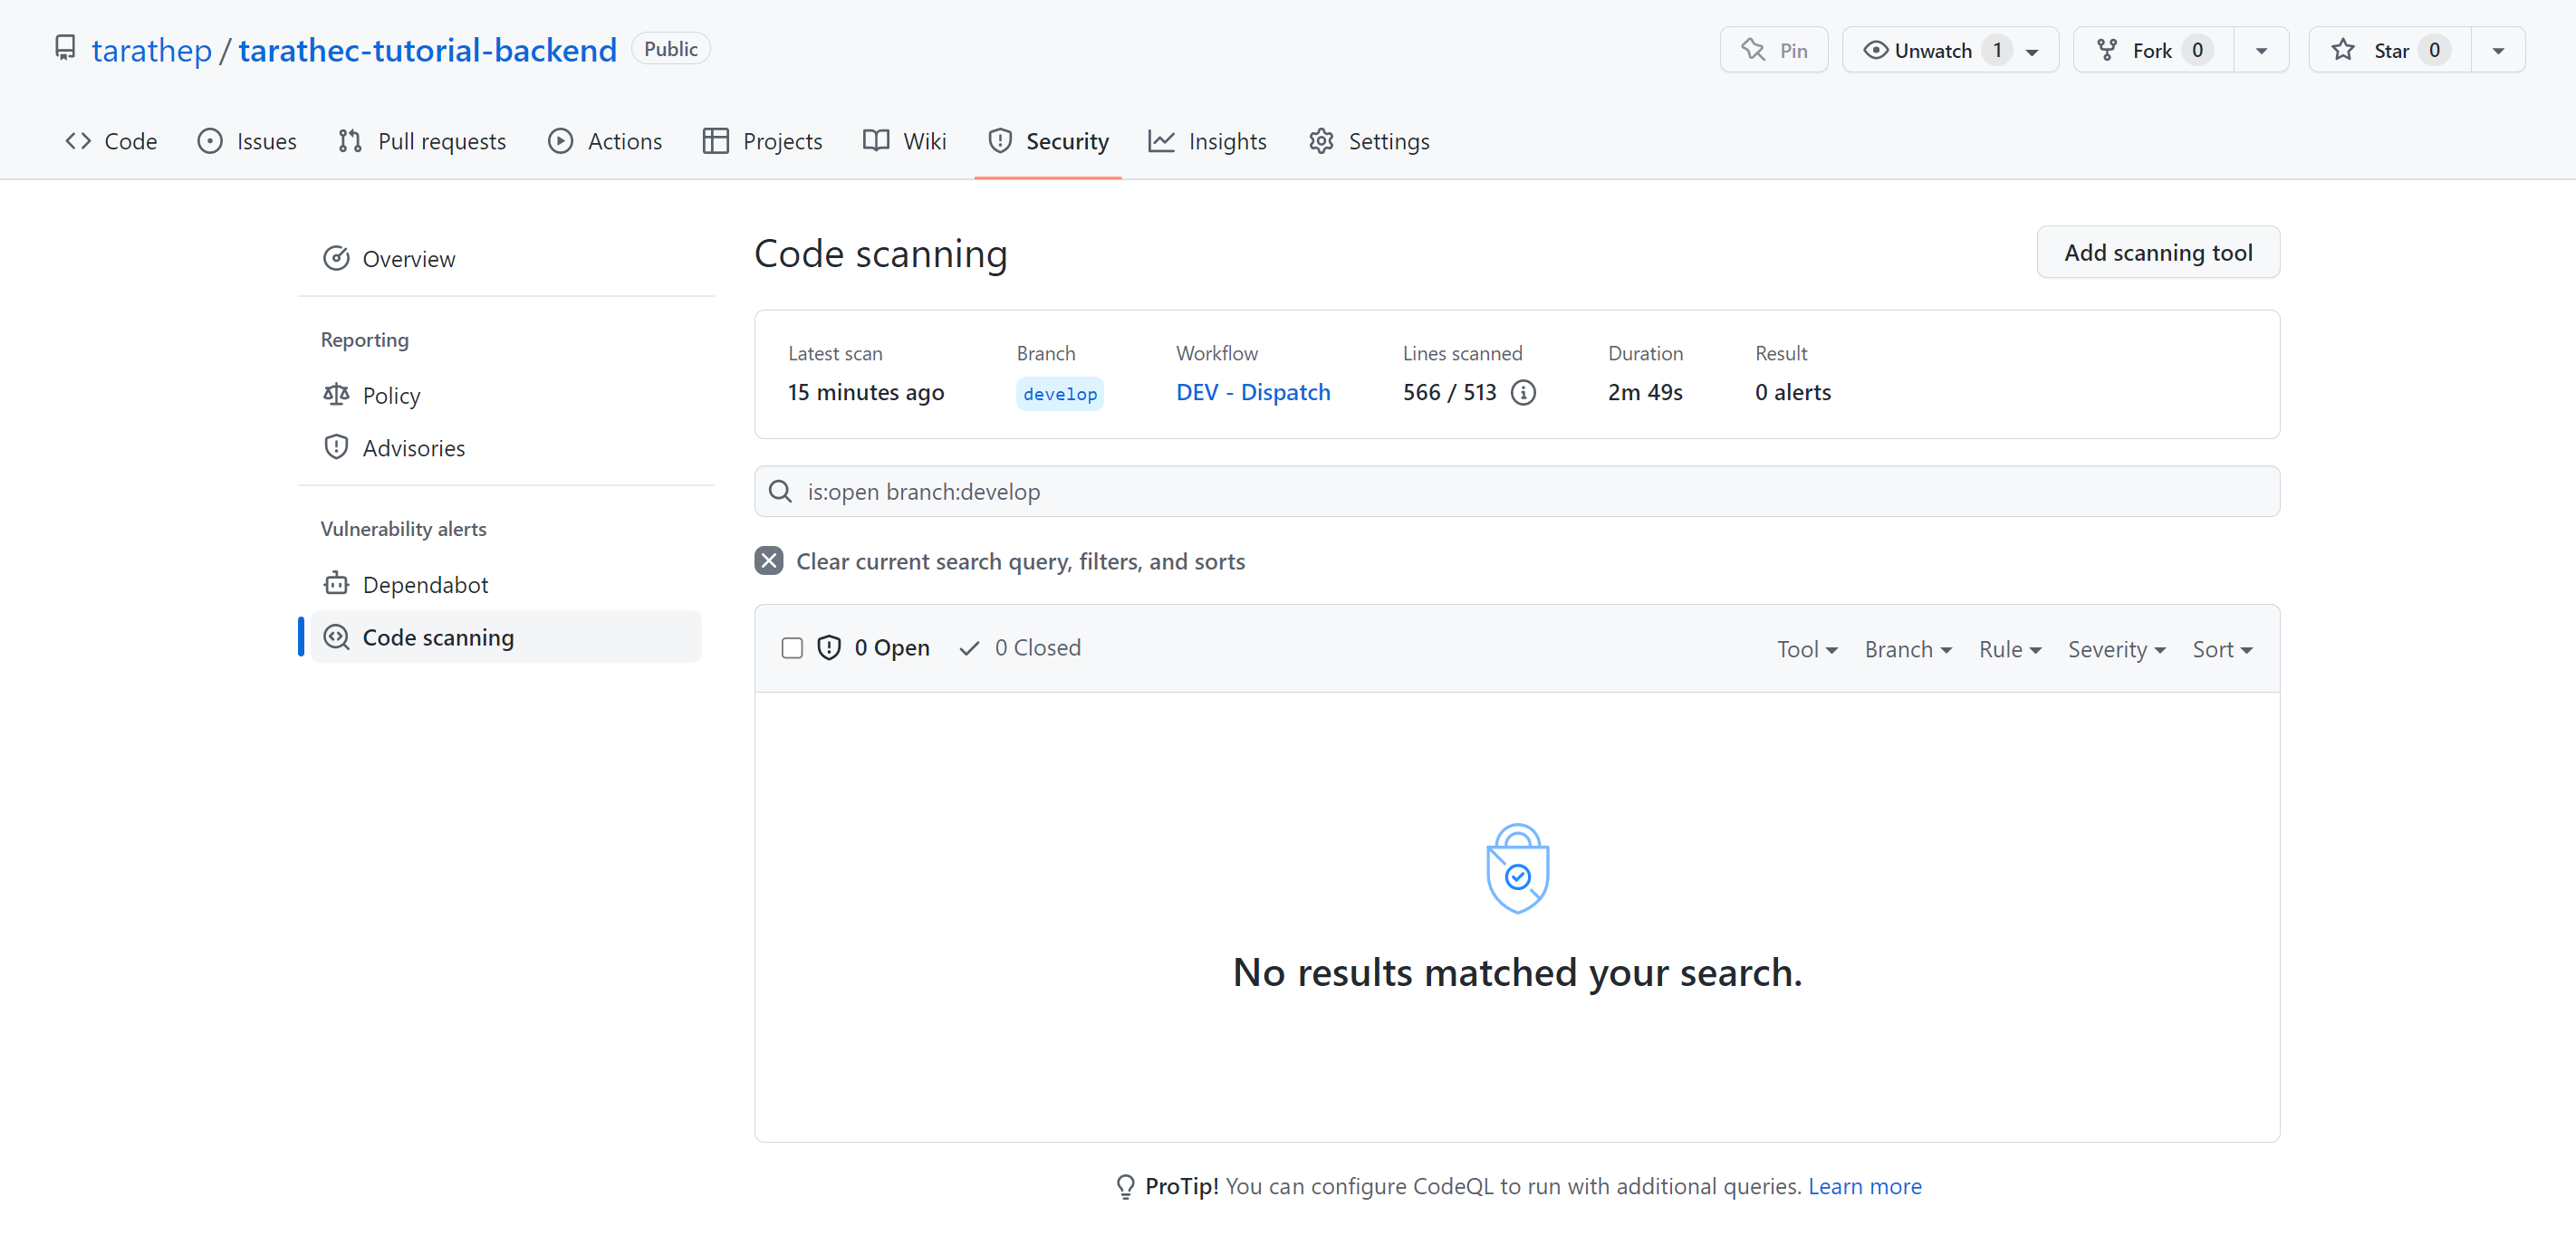 tarathep / tarathec-tutorial-backend Public
Pin Unwatch 1 Fork 0 Star 0
Code Issues Pull requests Actions Projects Wiki Security Insights Settings
Overview
Reporting
Policy
Advisories
Vulnerability alerts
Dependabot
Code scanning
Code scanning Add scanning tool
Latest scan Branch Workflow Lines scanned Duration Result
15 minutes ago develop DEV - Dispatch 566 / 513 2m 49s 0 alerts
is:open branch:develop
Clear current search query, filters, and sorts
0 Open 0 Closed Tool Branch Rule Severity Sort
No results matched your search.
ProTip! You can configure CodeQL to run with additional queries. Learn more